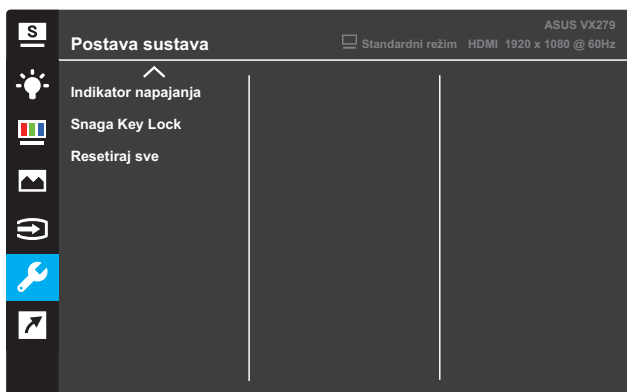 S
ASUS VX279
Postava sustava
Standardni režim HDMI 1920 x 1080 @ 60Hz
Indikator napajanja
Snaga Key Lock
Resetiraj sve